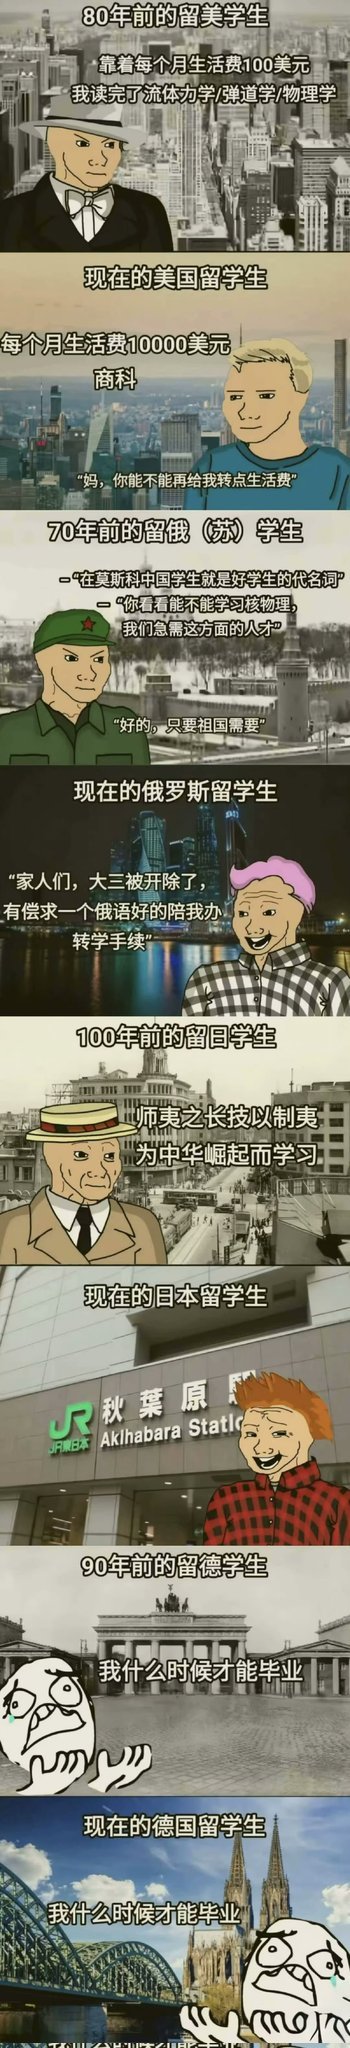 80年前的留美学生
靠着每个月生活费100美元
我读完了流体力学/弹道学/物理学
现在的美国留学生
每个月生活费10000美元
商科
“妈，你能不能再给我转点生活费”
70年前的留俄（苏）学生
–“在莫斯科中国学生就是好学生的代名词”
–“你看看能不能学习核物理，
我们急需这方面的人才”
“好的，只要祖国需要”
现在的俄罗斯留学生
“家人们，大三被开除了，
有偿求一个俄语好的陪我办
转学手续”
100年前的留日学生
师夷之长技以制夷
为中华崛起而学习
现在的日本留学生
JR
JR東日本
秋葉原
Akihabara
90年前的留德学生
我什么时候才能毕业
现在的德国留学生
我什么时候才能毕业